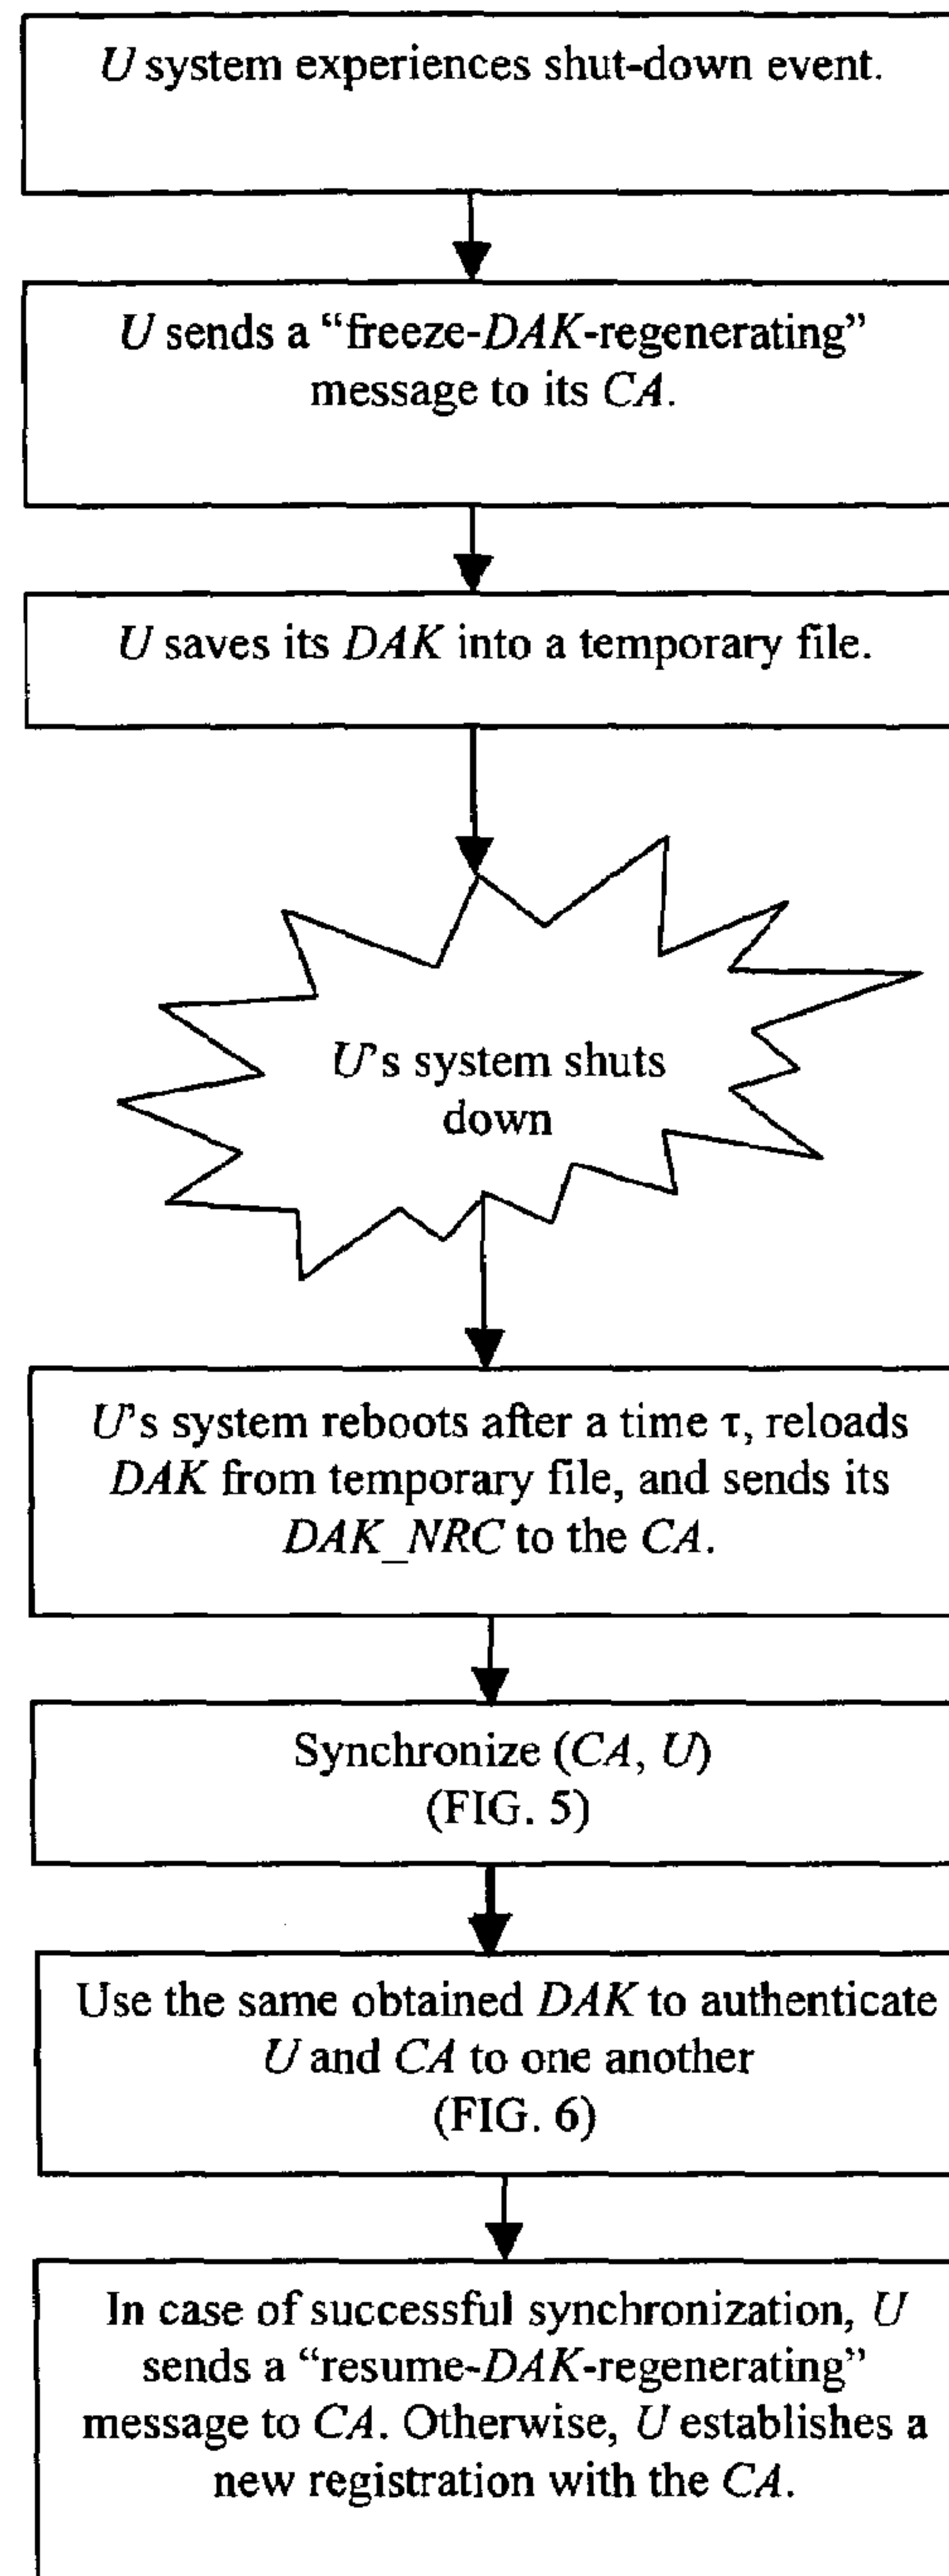 U system experiences shut-down event.
U sends a “freeze-DAK-regenerating”
message to its CA.
U saves its DAK into a temporary file.
U's system shuts
down
U's system reboots after a time τ, reloads
DAK from temporary file, and sends its
DAK_NRC to the CA.
Synchronize (CA, U)
(FIG. 5)
Use the same obtained DAK to authenticate
U and CA to one another
(FIG. 6)
In case of successful synchronization, U
sends a “resume-DAK-regenerating”
message to CA. Otherwise, U establishes a
new registration with the CA.